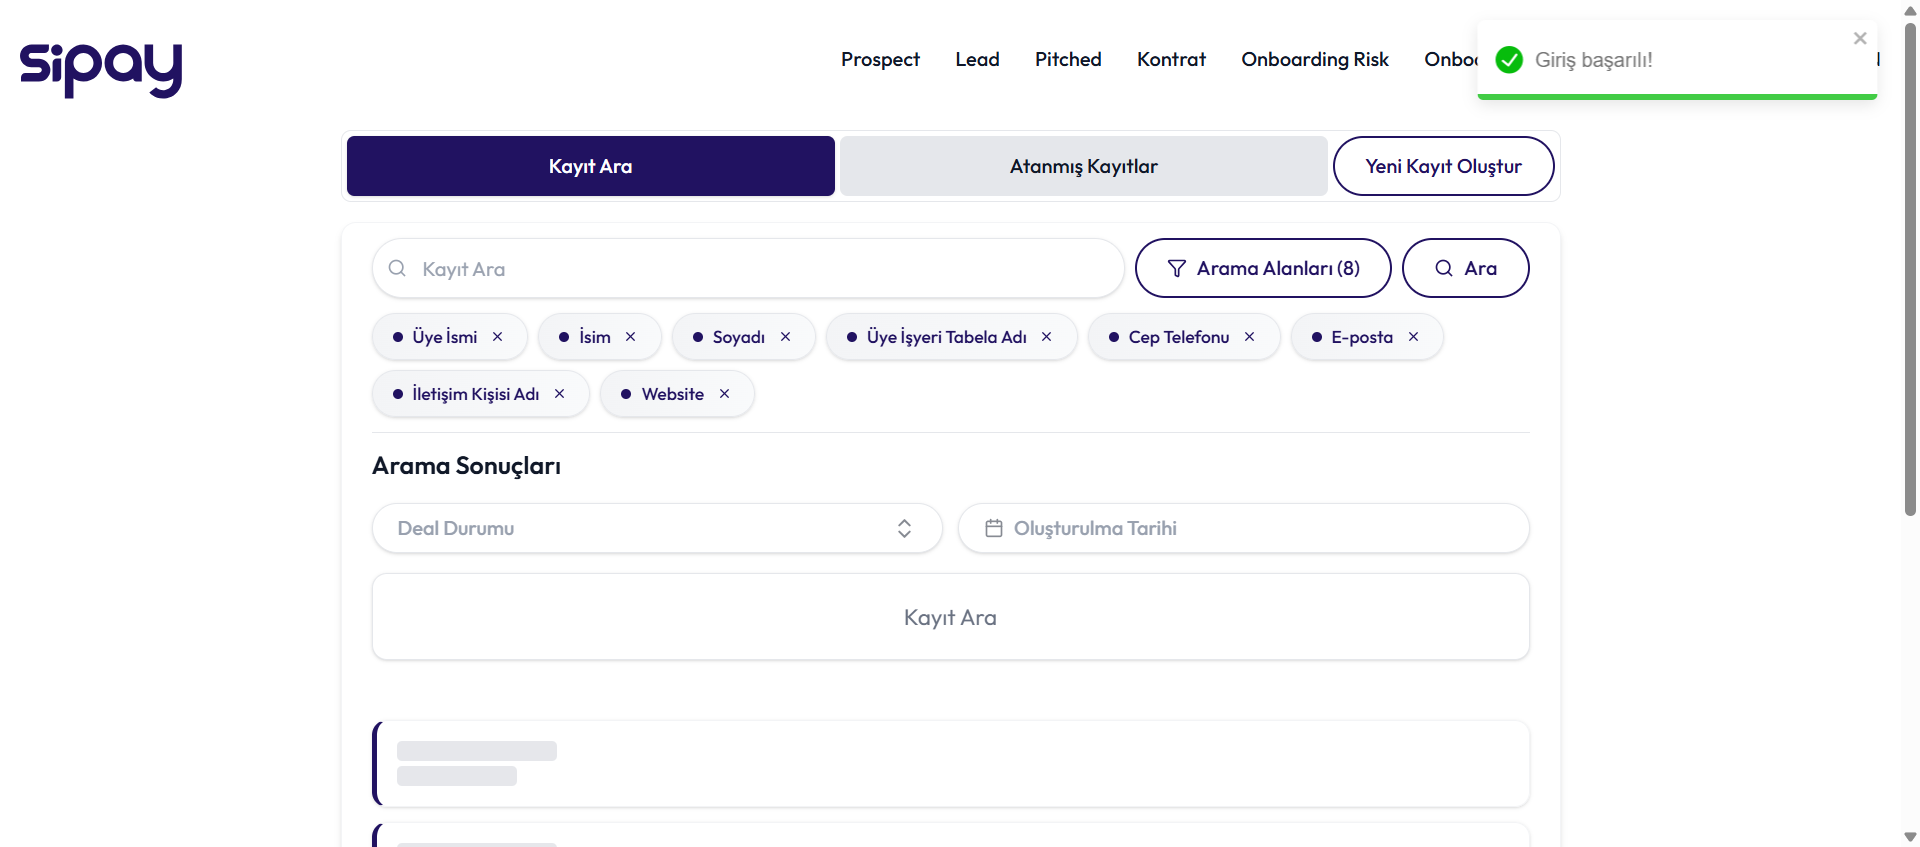 sipay
Prospect Lead Pitched Kontrat Onboarding Risk
Giriş başarılı!
Kayıt Ara
Atanmış Kayıtlar
Yeni Kayıt Oluştur
Kayıt Ara
Arama Alanları (8)
Ara
Üye İsmi
İsim
Soyadı
Üye İşyeri Tabela Adı
Cep Telefonu
E-posta
İletişim Kişisi Adı
Website
Arama Sonuçları
Deal Durumu
Oluşturulma Tarihi
Kayıt Ara